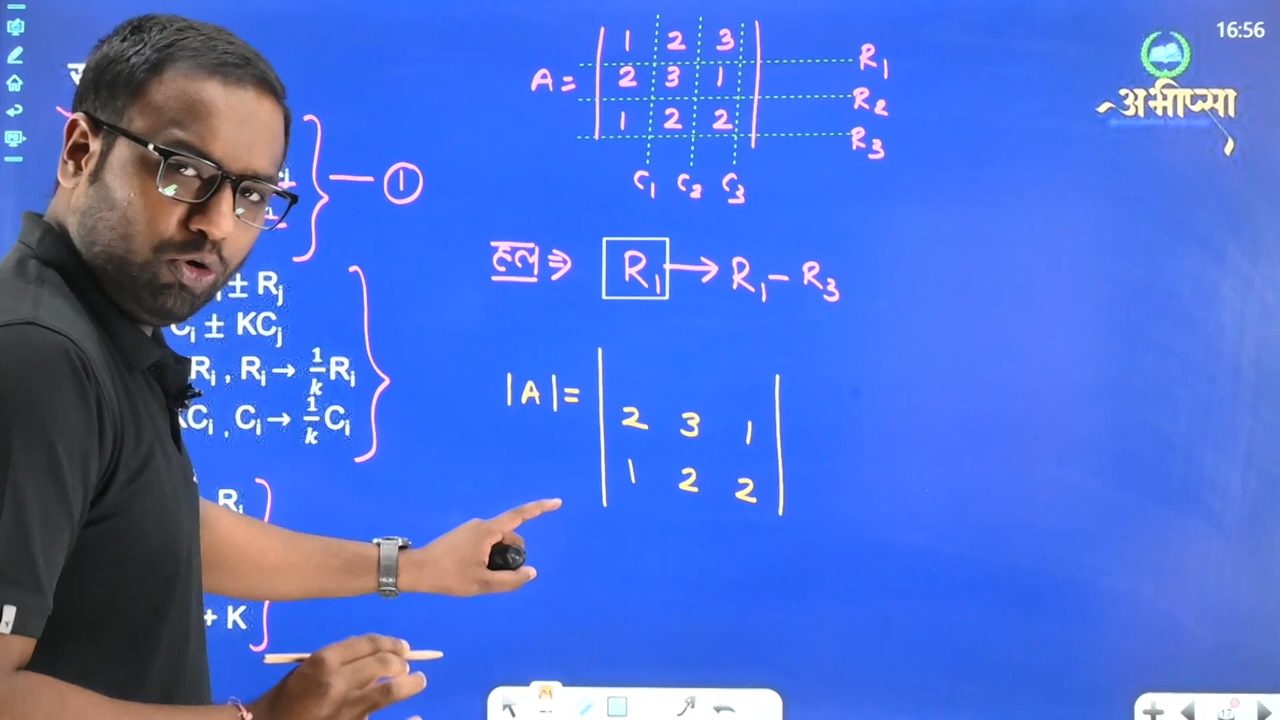 16:56
अभीप्सा
1 2 3
A = 2 3 1
1 2 2
R₁
R₂
R₃
C₁ C₂ C₃
① 
हल ⇒ R₁ → R₁ - R₃
± Rⱼ
Cᵢ ± KCⱼ
Rᵢ , Rᵢ → 1/k Rᵢ
KCᵢ , Cᵢ → 1/k Cᵢ
Rᵢ
+ K
|A| =
2 3 1
1 2 2
17